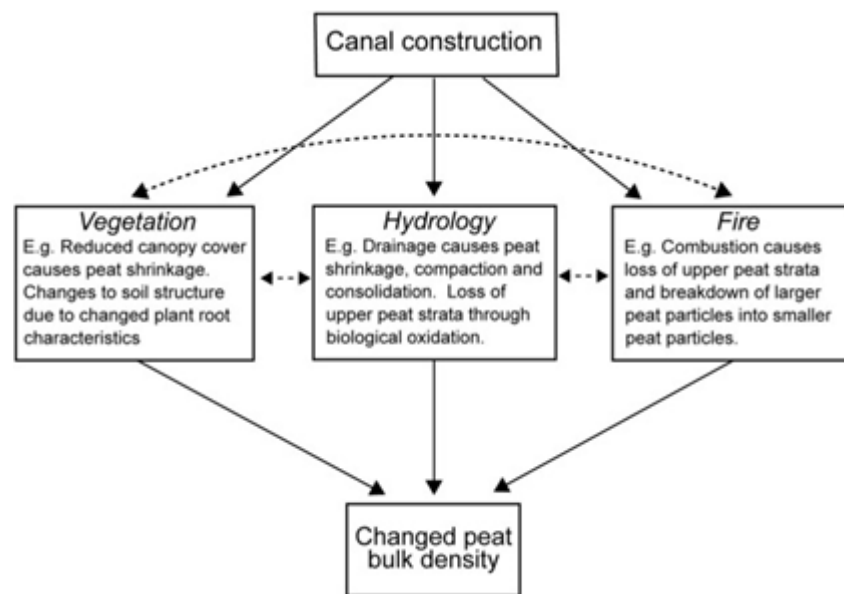 Canal construction
Vegetation
E.g. Reduced canopy cover
causes peat shrinkage.
Changes to soil structure
due to changed plant root
characteristics
Hydrology
E.g. Drainage causes peat
shrinkage, compaction and
consolidation. Loss of
upper peat strata through
biological oxidation.
Fire
E.g. Combustion causes
loss of upper peat strata
and breakdown of larger
peat particles into smaller
peat particles.
Changed peat
bulk density